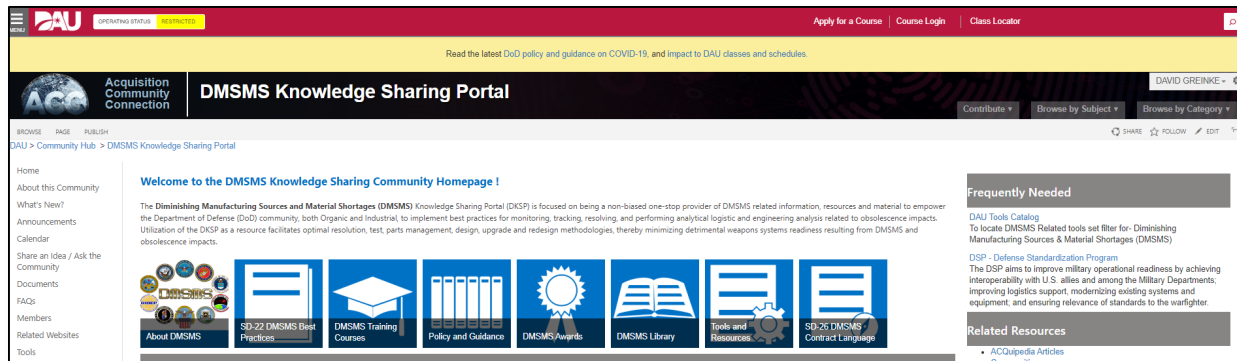 MENU
DAU
OPERATING STATUS RESTRICTED
Apply for a Course
Course Login
Class Locator
Read the latest DoD policy and guidance on COVID-19, and impact to DAU classes and schedules.
ACC
Acquisition
Community
Connection
DMSMS Knowledge Sharing Portal
DAVID GREINKE
Contribute
Browse by Subject
Browse by Category
BROWSE PAGE PUBLISH
SHARE FOLLOW EDIT
DAU > Community Hub > DMSMS Knowledge Sharing Portal
Home
About this Community
What's New?
Announcements
Calendar
Share an Idea / Ask the
Community
Documents
FAQs
Members
Related Websites
Tools
Welcome to the DMSMS Knowledge Sharing Community Homepage !
The Diminishing Manufacturing Sources and Material Shortages (DMSMS) Knowledge Sharing Portal (DKSP) is focused on being a non-biased one-stop provider of DMSMS related information, resources and material to empower
the Department of Defense (DoD) community, both Organic and Industrial, to implement best practices for monitoring, tracking, resolving, and performing analytical logistic and engineering analysis related to obsolescence impacts.
Utilization of the DKSP as a resource facilitates optimal resolution, test, parts management, design, upgrade and redesign methodologies, thereby minimizing detrimental weapons systems readiness resulting from DMSMS and
obsolescence impacts.
DMSMS
About DMSMS
SD-22 DMSMS Best
Practices
DMSMS Training
Courses
Policy and Guidance
DMSMS Awards
DMSMS Library
Tools and
Resources
SD-26 DMSMS
Contract Language
Frequently Needed
DAU Tools Catalog
To locate DMSMS Related tools set filter for- Diminishing
Manufacturing Sources & Material Shortages (DMSMS)
DSP - Defense Standardization Program
The DSP aims to improve military operational readiness by achieving
interoperability with U.S. allies and among the Military Departments;
improving logistics support, modernizing existing systems and
equipment; and ensuring relevance of standards to the warfighter.
Related Resources
ACQuipedia Articles